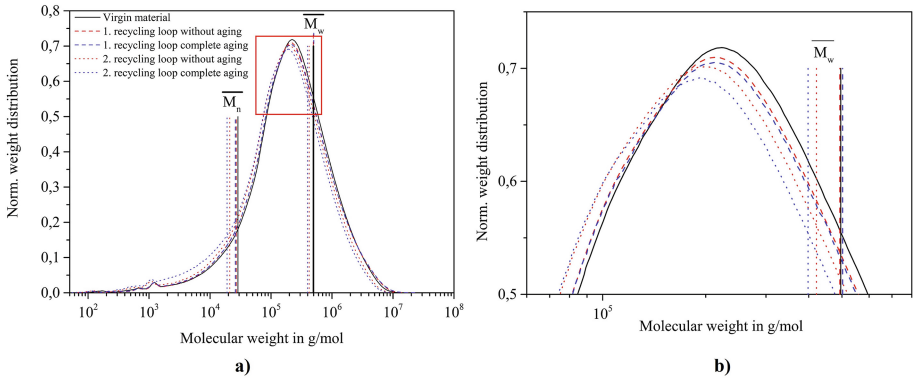 Virgin material
1. recycling loop without aging
1. recycling loop complete aging
2. recycling loop without aging
2. recycling loop complete aging
M̅w
M̅n
Norm. weight distribution
0,8
0,7
0,6
0,5
0,4
0,3
0,2
0,1
0,0
10² 10³ 10⁴ 10⁵ 10⁶ 10⁷ 10⁸
Molecular weight in g/mol
a)
M̅w
Norm. weight distribution
0,7
0,6
0,5
10⁵
Molecular weight in g/mol
b)